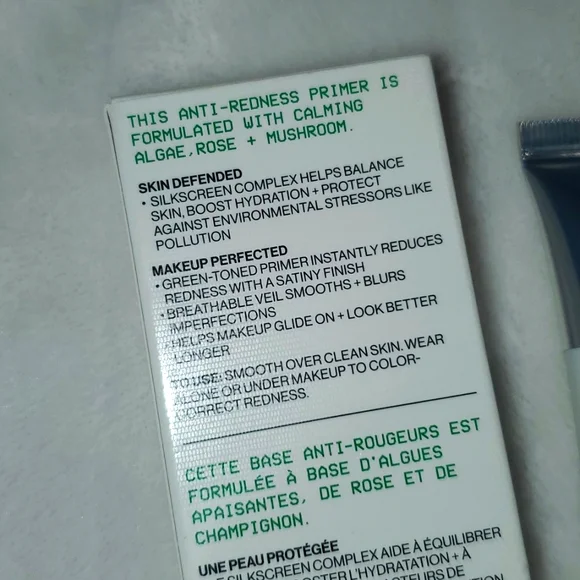 THIS ANTI-REDNESS PRIMER IS
FORMULATED WITH CALMING
ALGAE, ROSE + MUSHROOM.
SKIN DEFENDED
• SILKSCREEN COMPLEX HELPS BALANCE
SKIN, BOOST HYDRATION + PROTECT
AGAINST ENVIRONMENTAL STRESSORS LIKE
POLLUTION
MAKEUP PERFECTED
• GREEN-TONED PRIMER INSTANTLY REDUCES
REDNESS WITH A SATINY FINISH
• BREATHABLE VEIL SMOOTHS + BLURS
IMPERFECTIONS
HELPS MAKEUP GLIDE ON + LOOK BETTER
LONGER
TO USE: SMOOTH OVER CLEAN SKIN. WEAR
ALONE OR UNDER MAKEUP TO COLOR-
CORRECT REDNESS.
CETTE BASE ANTI-ROUGEURS EST
FORMULÉE À BASE D'ALGUES
APAISANTES, DE ROSE ET DE
CHAMPIGNON.
UNE PEAU PROTÉGÉE
SILKSCREEN COMPLEX AIDE À ÉQUILIBRER
L'HYDRATATION + À
DE